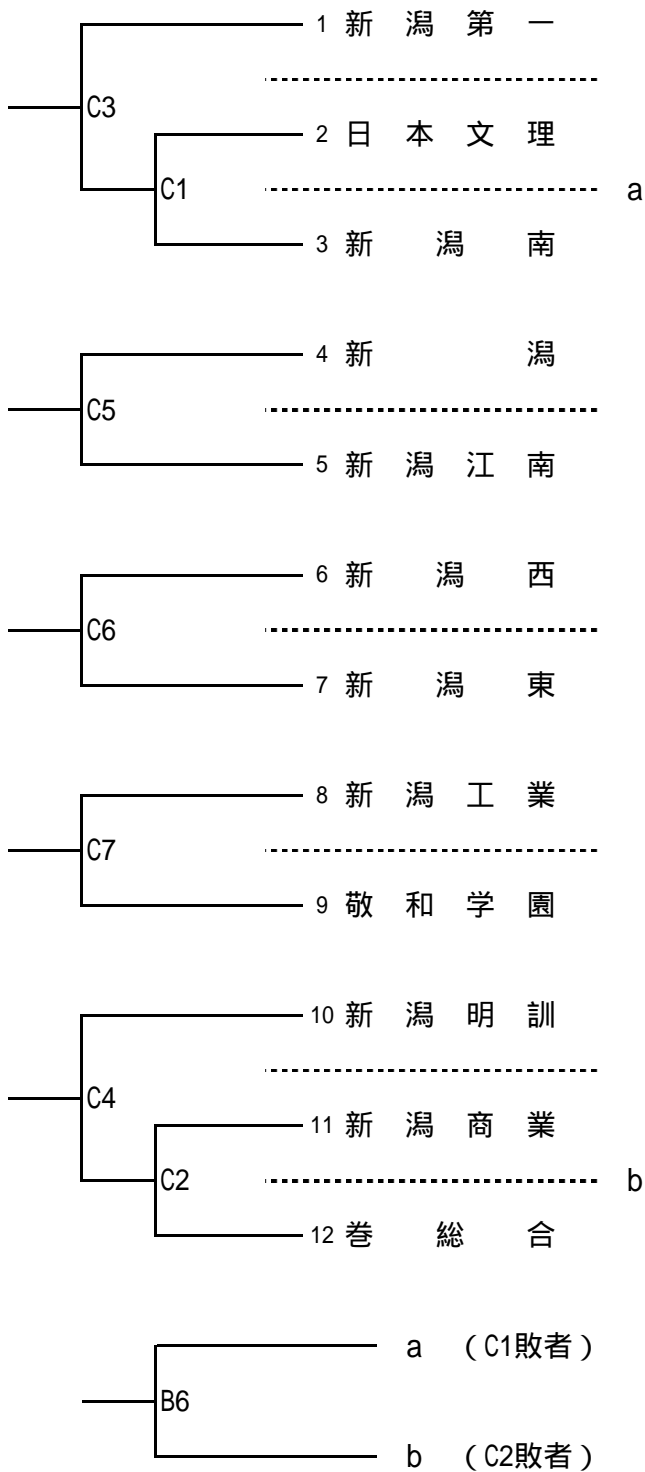 1 新潟第一
C3
2 日本文理
C1 a
3 新潟南
4 新潟
C5
5 新潟江南
6 新潟西
C6
7 新潟東
8 新潟工業
C7
9 敬和学園
10 新潟明訓
C4
11 新潟商業
C2 b
12 巻総合
a （C1敗者）
B6
b （C2敗者）